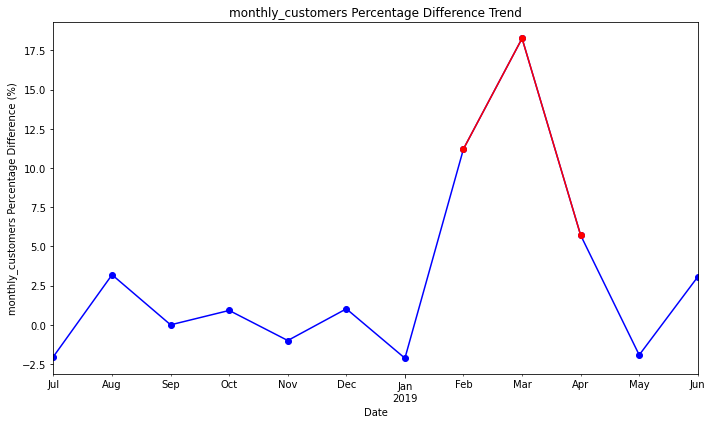 monthly_customers Percentage Difference Trend
monthly_customers Percentage Difference (%)
17.5
15.0
12.5
10.0
7.5
5.0
2.5
0.0
−2.5
Jul Aug Sep Oct Nov Dec Jan Feb Mar Apr May Jun
2019
Date